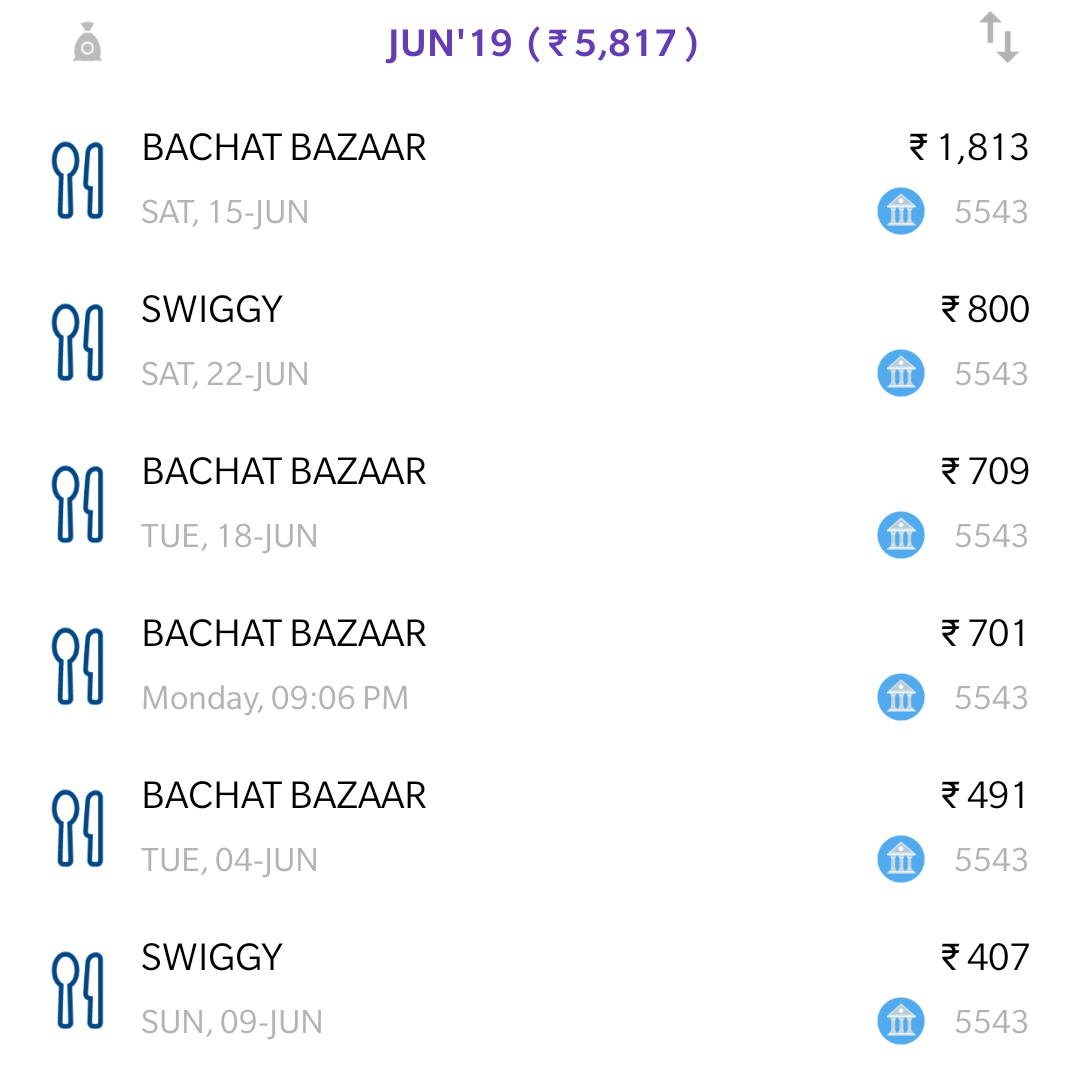 JUN'19 (₹ 5,817)
BACHAT BAZAAR ₹ 1,813
SAT, 15-JUN 5543
SWIGGY ₹ 800
SAT, 22-JUN 5543
BACHAT BAZAAR ₹ 709
TUE, 18-JUN 5543
BACHAT BAZAAR ₹ 701
Monday, 09:06 PM 5543
BACHAT BAZAAR ₹ 491
TUE, 04-JUN 5543
SWIGGY ₹ 407
SUN, 09-JUN 5543